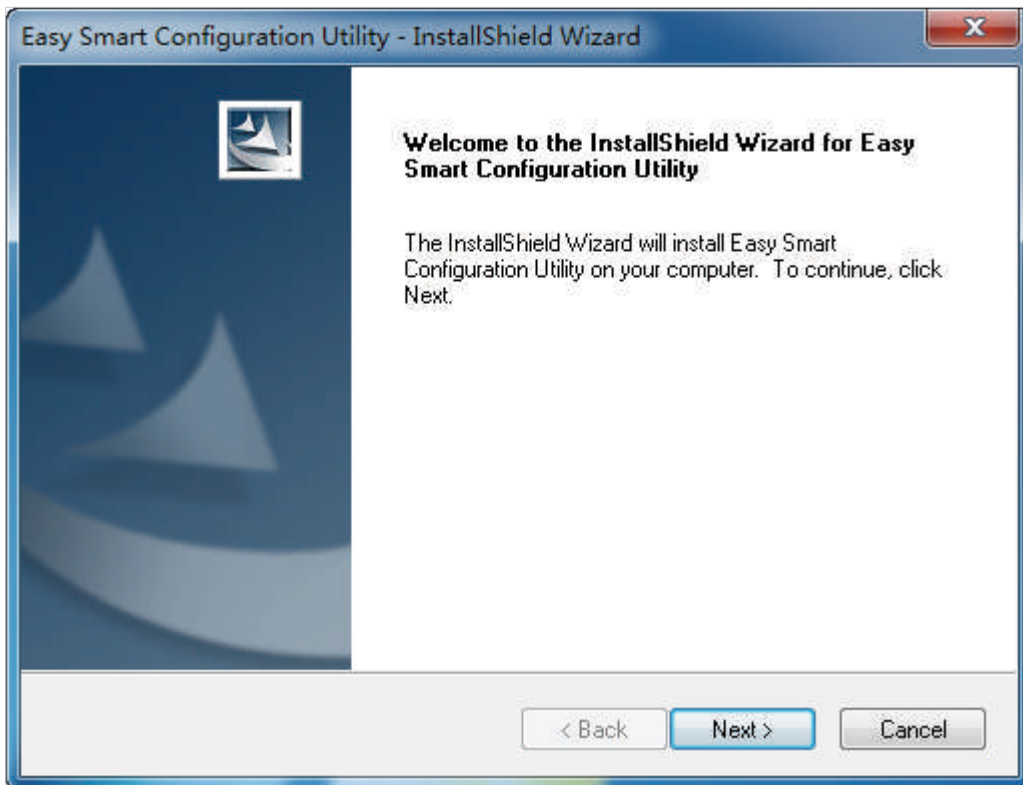 Easy Smart Configuration Utility - InstallShield Wizard
Welcome to the InstallShield Wizard for Easy
Smart Configuration Utility
The InstallShield Wizard will install Easy Smart
Configuration Utility on your computer.  To continue, click
Next.
< Back
Next >
Cancel